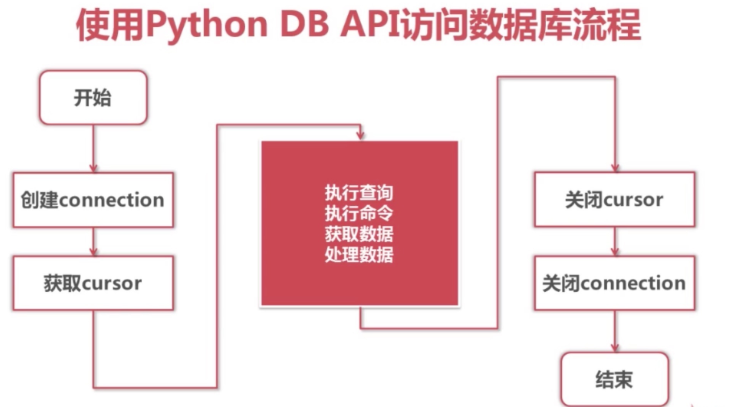 使用Python DB API访问数据库流程
开始
创建connection
获取cursor
执行查询
执行命令
获取数据
处理数据
关闭cursor
关闭connection
结束